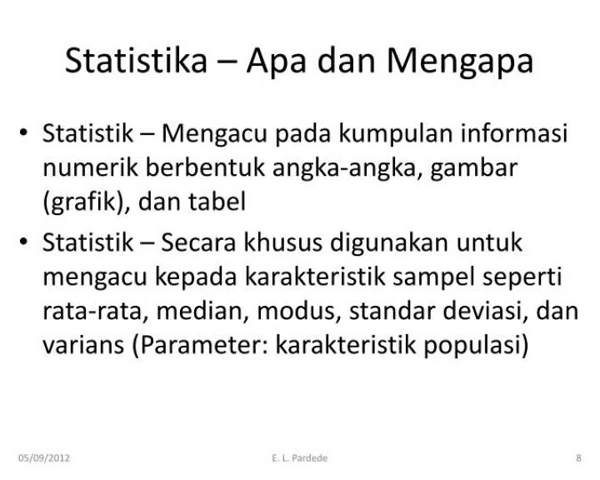 Statistika – Apa dan Mengapa
• Statistik – Mengacu pada kumpulan informasi
numerik berbentuk angka-angka, gambar
(grafik), dan tabel
• Statistik – Secara khusus digunakan untuk
mengacu kepada karakteristik sampel seperti
rata-rata, median, modus, standar deviasi, dan
varians (Parameter: karakteristik populasi)
05/09/2012
E. L. Pardede
8